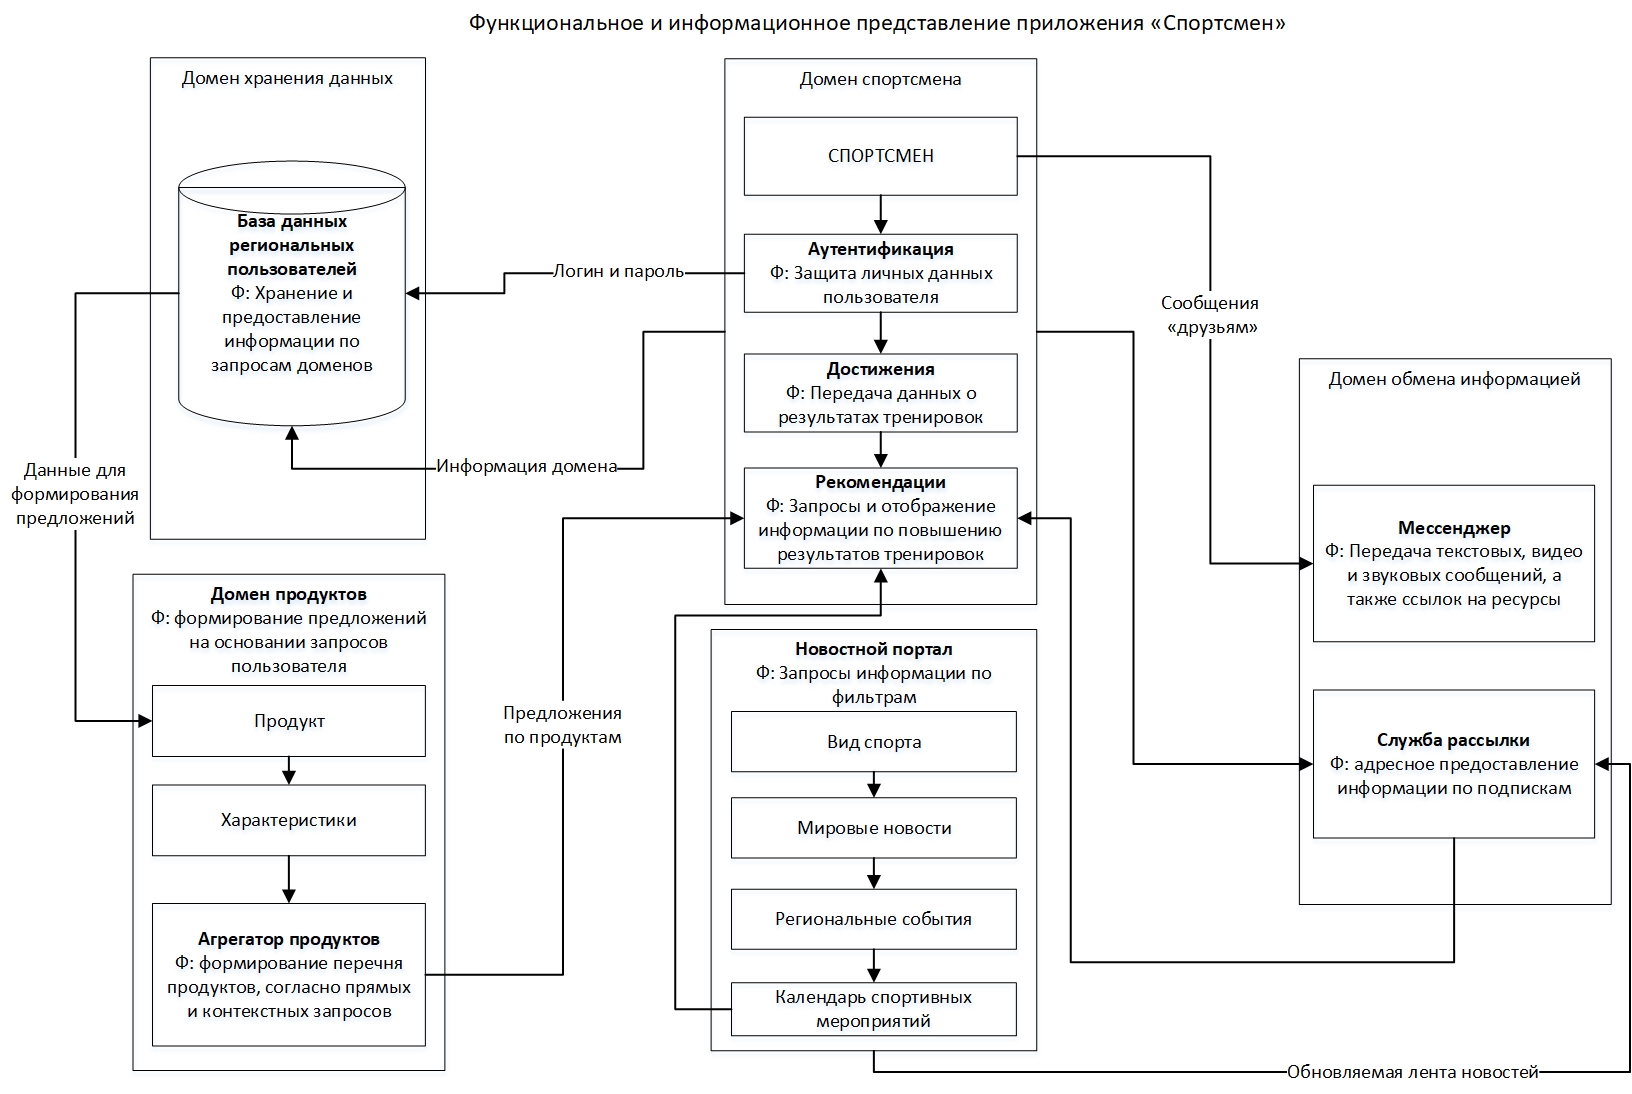 Функциональное и информационное представление приложения «Спортсмен»
Домен хранения данных
База данных
региональных
пользователей
Ф: Хранение и
предоставление
информации по
запросам доменов
Домен спортсмена
СПОРТСМЕН
Аутентификация
Ф: Защита личных данных
пользователя
Достижения
Ф: Передача данных о
результатах тренировок
Рекомендации
Ф: Запросы и отображение
информации по повышению
результатов тренировок
Логин и пароль
Информация домена
Сообщения
«друзьям»
Домен обмена информацией
Мессенджер
Ф: Передача текстовых, видео
и звуковых сообщений, а
также ссылок на ресурсы
Служба рассылки
Ф: адресное предоставление
информации по подпискам
Данные для
формирования
предложений
Домен продуктов
Ф: формирование предложений
на основании запросов
пользователя
Продукт
Характеристики
Агрегатор продуктов
Ф: формирование перечня
продуктов, согласно прямых
и контекстных запросов
Предложения
по продуктам
Новостной портал
Ф: Запросы информации по
фильтрам
Вид спорта
Мировые новости
Региональные события
Календарь спортивных
мероприятий
Обновляемая лента новостей